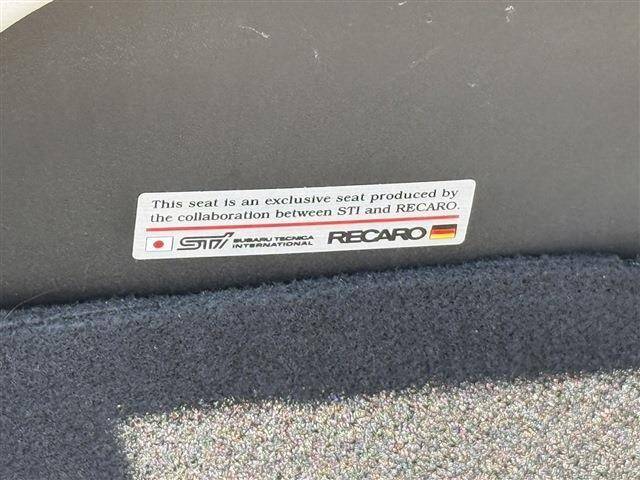 This seat is an exclusive seat produced by
the collaboration between STI and RECARO.
STI SUBARU TECNICA INTERNATIONAL RECARO